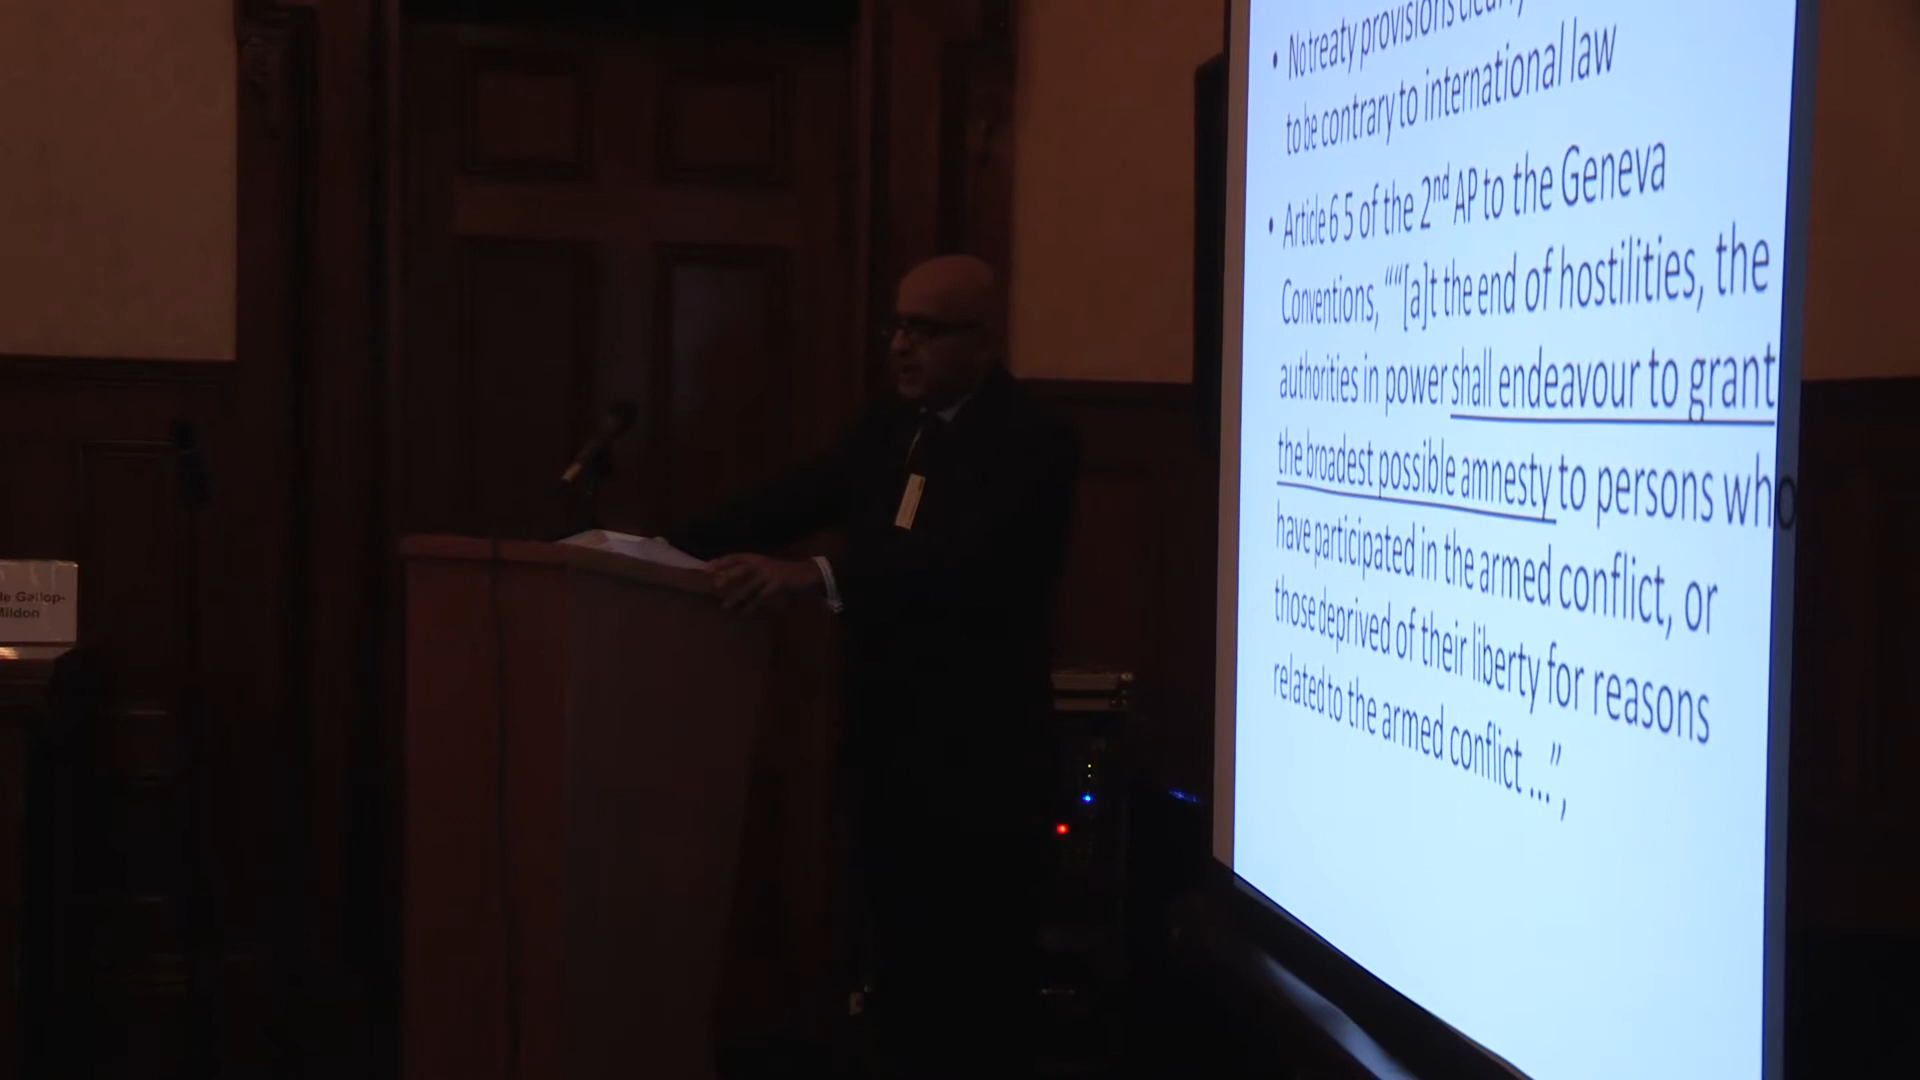 • No treaty provisions
to be contrary to international law
• Article 6 5 of the 2nd AP to the Geneva
Conventions, ““[a]t the end of hostilities, the
authorities in power shall endeavour to grant
the broadest possible amnesty to persons who
have participated in the armed conflict, or
those deprived of their liberty for reasons
related to the armed conflict … ”,
le Gallop-
Mildon